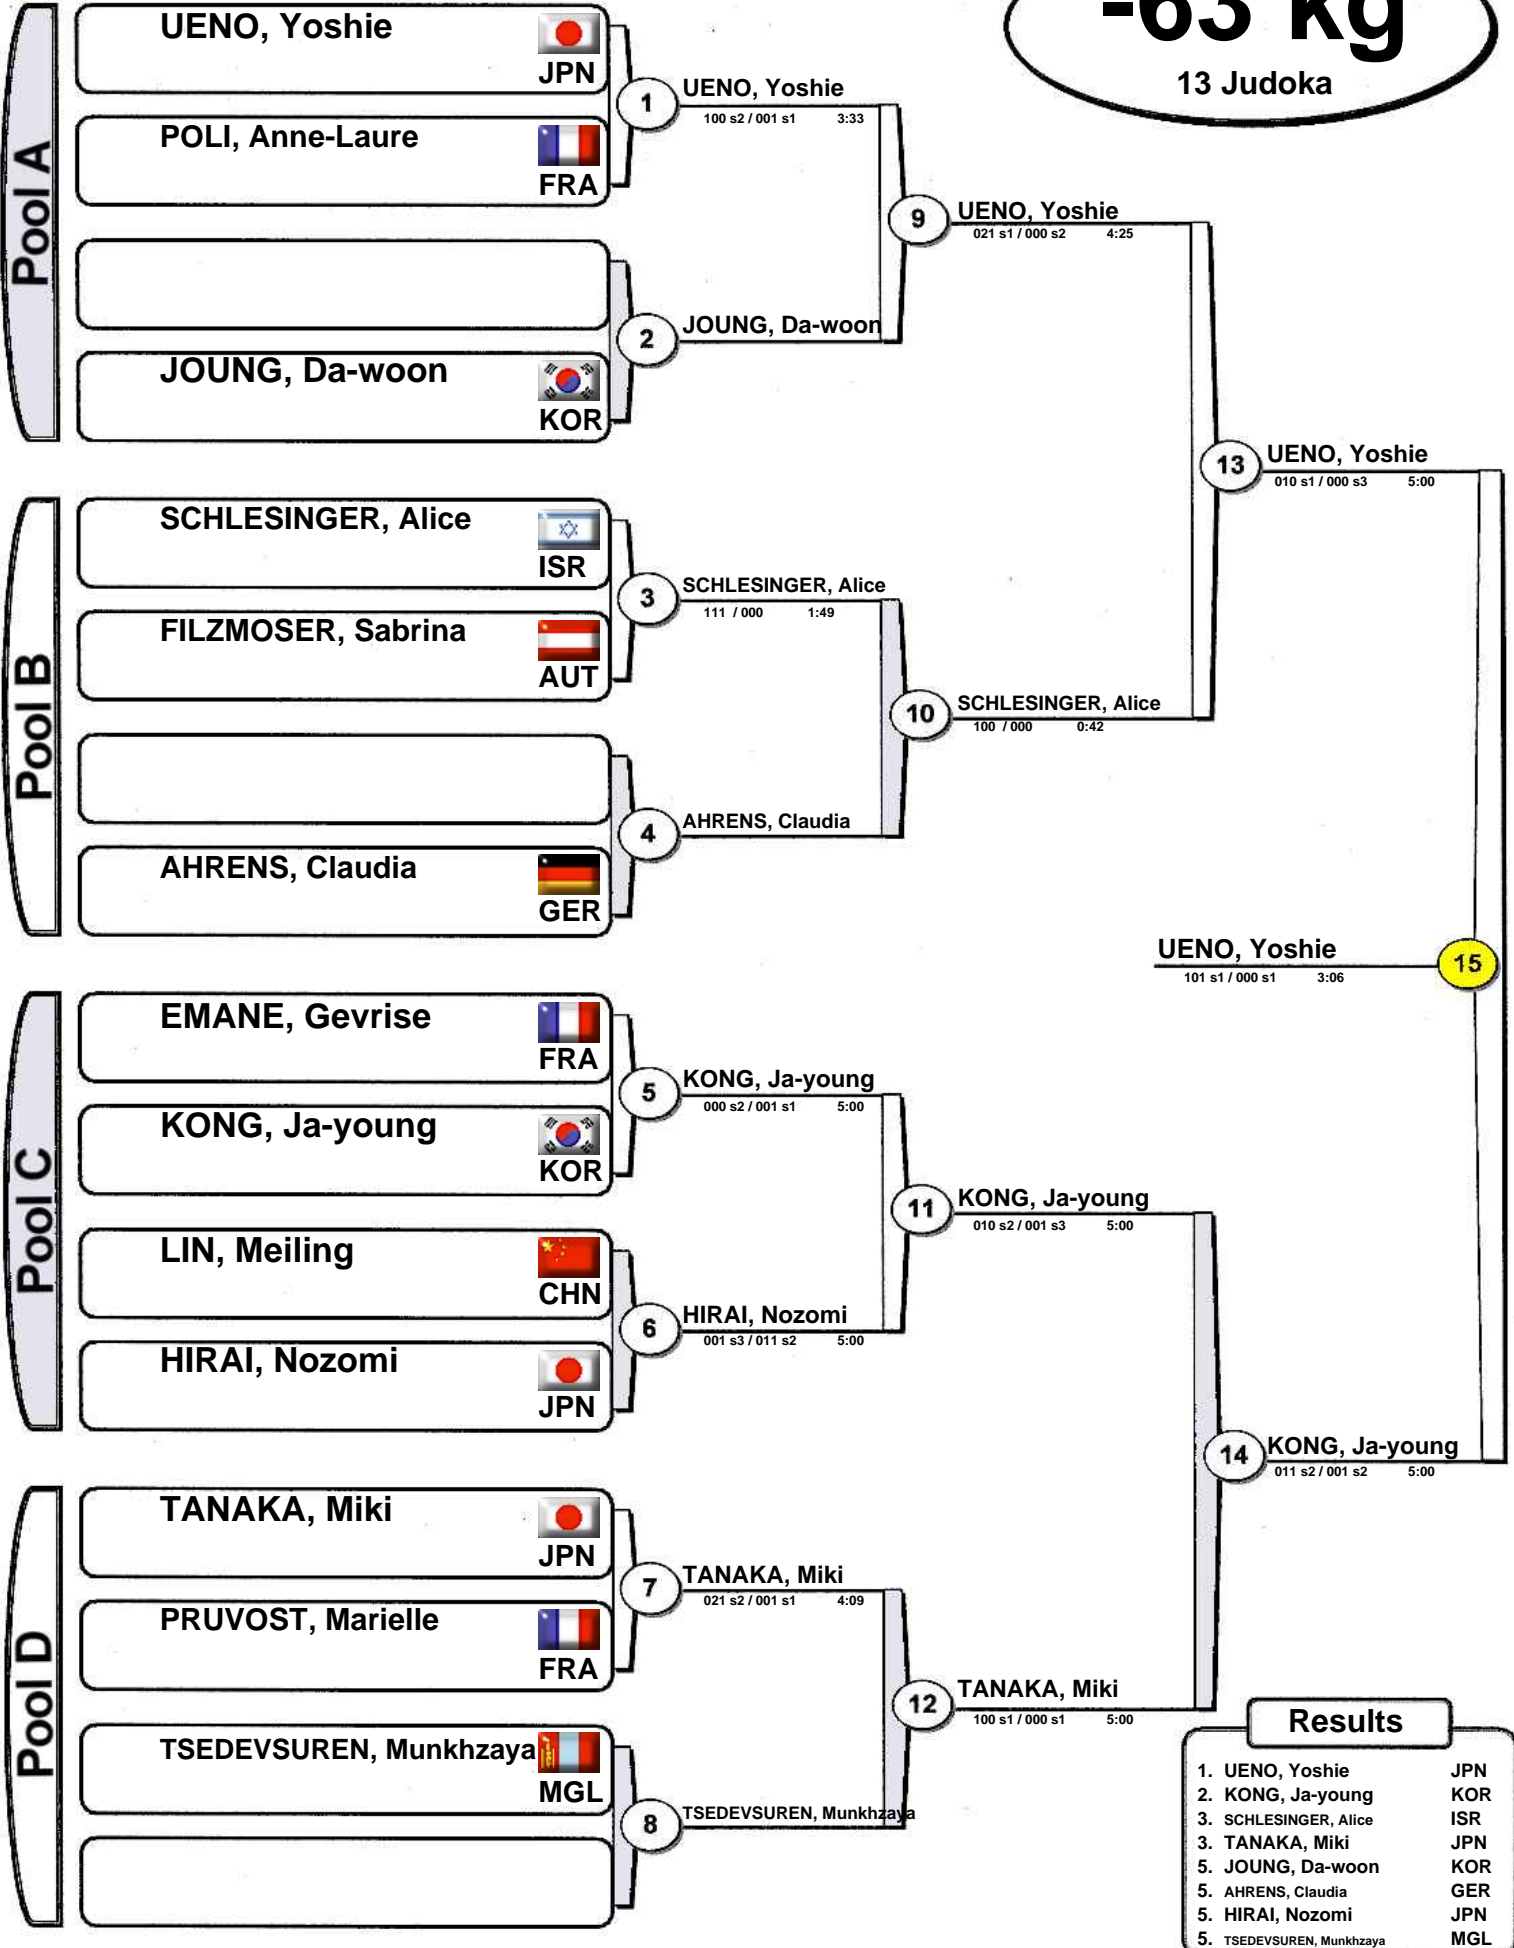 -63 kg
13 Judoka
Pool A
UENO, Yoshie
JPN
POLI, Anne-Laure
FRA
JOUNG, Da-woon
KOR
1
UENO, Yoshie
100 s2 / 001 s1 3:33
2
JOUNG, Da-woon
9
UENO, Yoshie
021 s1 / 000 s2 4:25
Pool B
SCHLESINGER, Alice
ISR
FILZMOSER, Sabrina
AUT
AHRENS, Claudia
GER
3
SCHLESINGER, Alice
111 / 000 1:49
4
AHRENS, Claudia
10
SCHLESINGER, Alice
100 / 000 0:42
13
UENO, Yoshie
010 s1 / 000 s3 5:00
UENO, Yoshie
101 s1 / 000 s1 3:06
15
Pool C
EMANE, Gevrise
FRA
KONG, Ja-young
KOR
LIN, Meiling
CHN
HIRAI, Nozomi
JPN
5
KONG, Ja-young
000 s2 / 001 s1 5:00
6
HIRAI, Nozomi
001 s3 / 011 s2 5:00
11
KONG, Ja-young
010 s2 / 001 s3 5:00
14
KONG, Ja-young
011 s2 / 001 s2 5:00
Pool D
TANAKA, Miki
JPN
PRUVOST, Marielle
FRA
TSEDEVSUREN, Munkhzaya
MGL
7
TANAKA, Miki
021 s2 / 001 s1 4:09
8
TSEDEVSUREN, Munkhzaya
12
TANAKA, Miki
100 s1 / 000 s1 5:00
Results
1. UENO, Yoshie JPN
2. KONG, Ja-young KOR
3. SCHLESINGER, Alice ISR
3. TANAKA, Miki JPN
5. JOUNG, Da-woon KOR
5. AHRENS, Claudia GER
5. HIRAI, Nozomi JPN
5. TSEDEVSUREN, Munkhzaya MGL